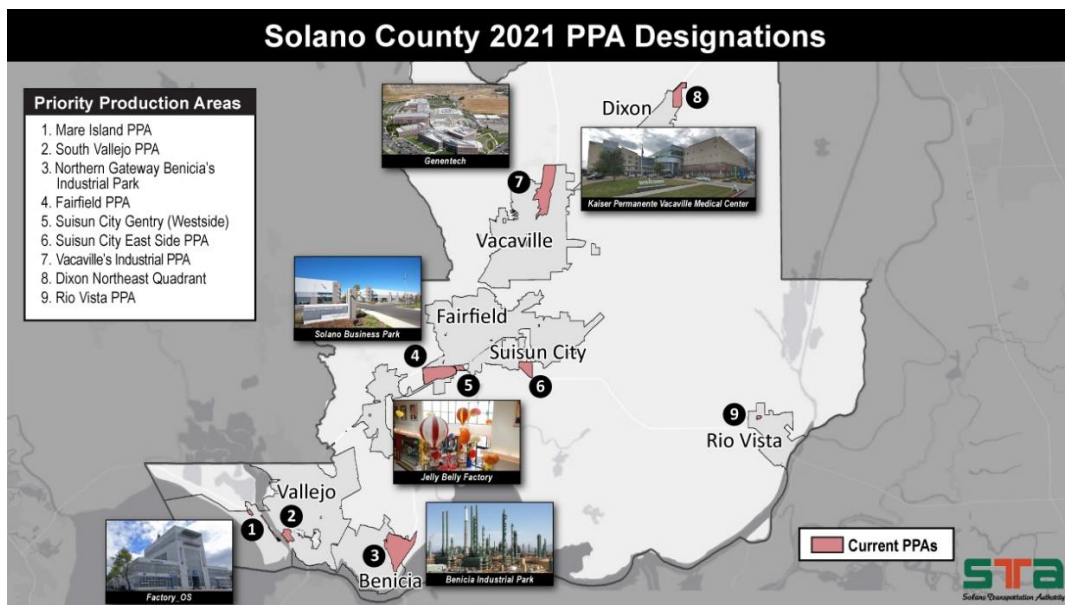 Solano County 2021 PPA Designations
Priority Production Areas
1. Mare Island PPA
2. South Vallejo PPA
3. Northern Gateway Benicia's
Industrial Park
4. Fairfield PPA
5. Suisun City Gentry (Westside)
6. Suisun City East Side PPA
7. Vacaville's Industrial PPA
8. Dixon Northeast Quadrant
9. Rio Vista PPA
Genentech
Dixon
8
Kaiser Permanente Vacaville Medical Center
7
Vacaville
Solano Business Park
Fairfield
Suisun City
4
5
6
Jelly Belly Factory
9
Rio Vista
Vallejo
1
2
3
Benicia
Factory_OS
Benicia Industrial Park
Current PPAs
STA
Solano Transportation Authority